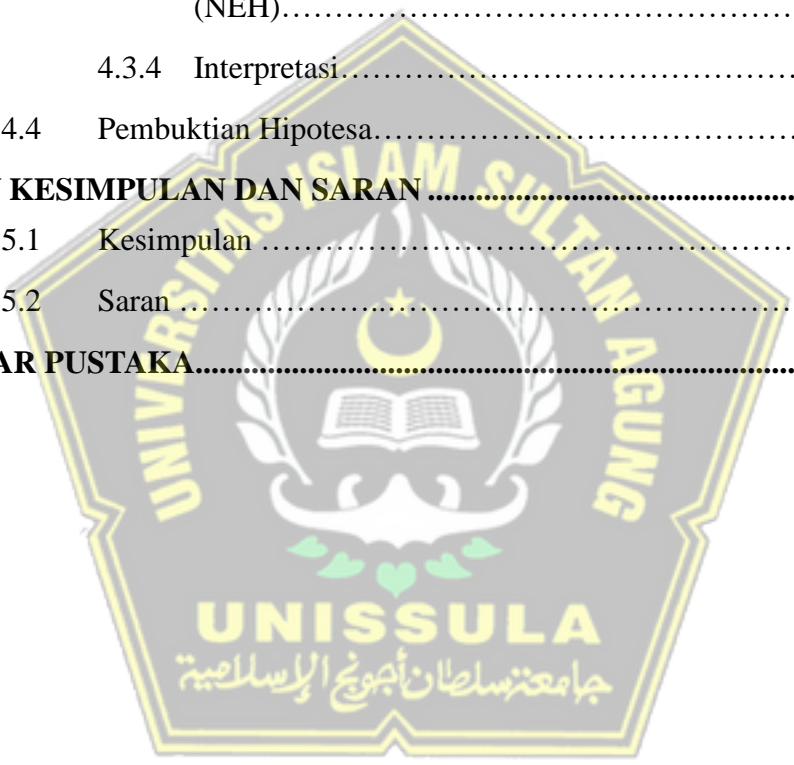 (NEH)……………………………………………………
4.3.4 Interpretasi……………………………………………
4.4 Pembuktian Hipotesa…………………………………………
KESIMPULAN DAN SARAN ..............................................
5.1 Kesimpulan ……………………………………………………
5.2 Saran ……………………………………………………………
AR PUSTAKA...........................................................................
UNIVERSITAS ISLAM SULTAN AGUNG
UNISSULA
جامعة سلطان أجونج الإسلامية